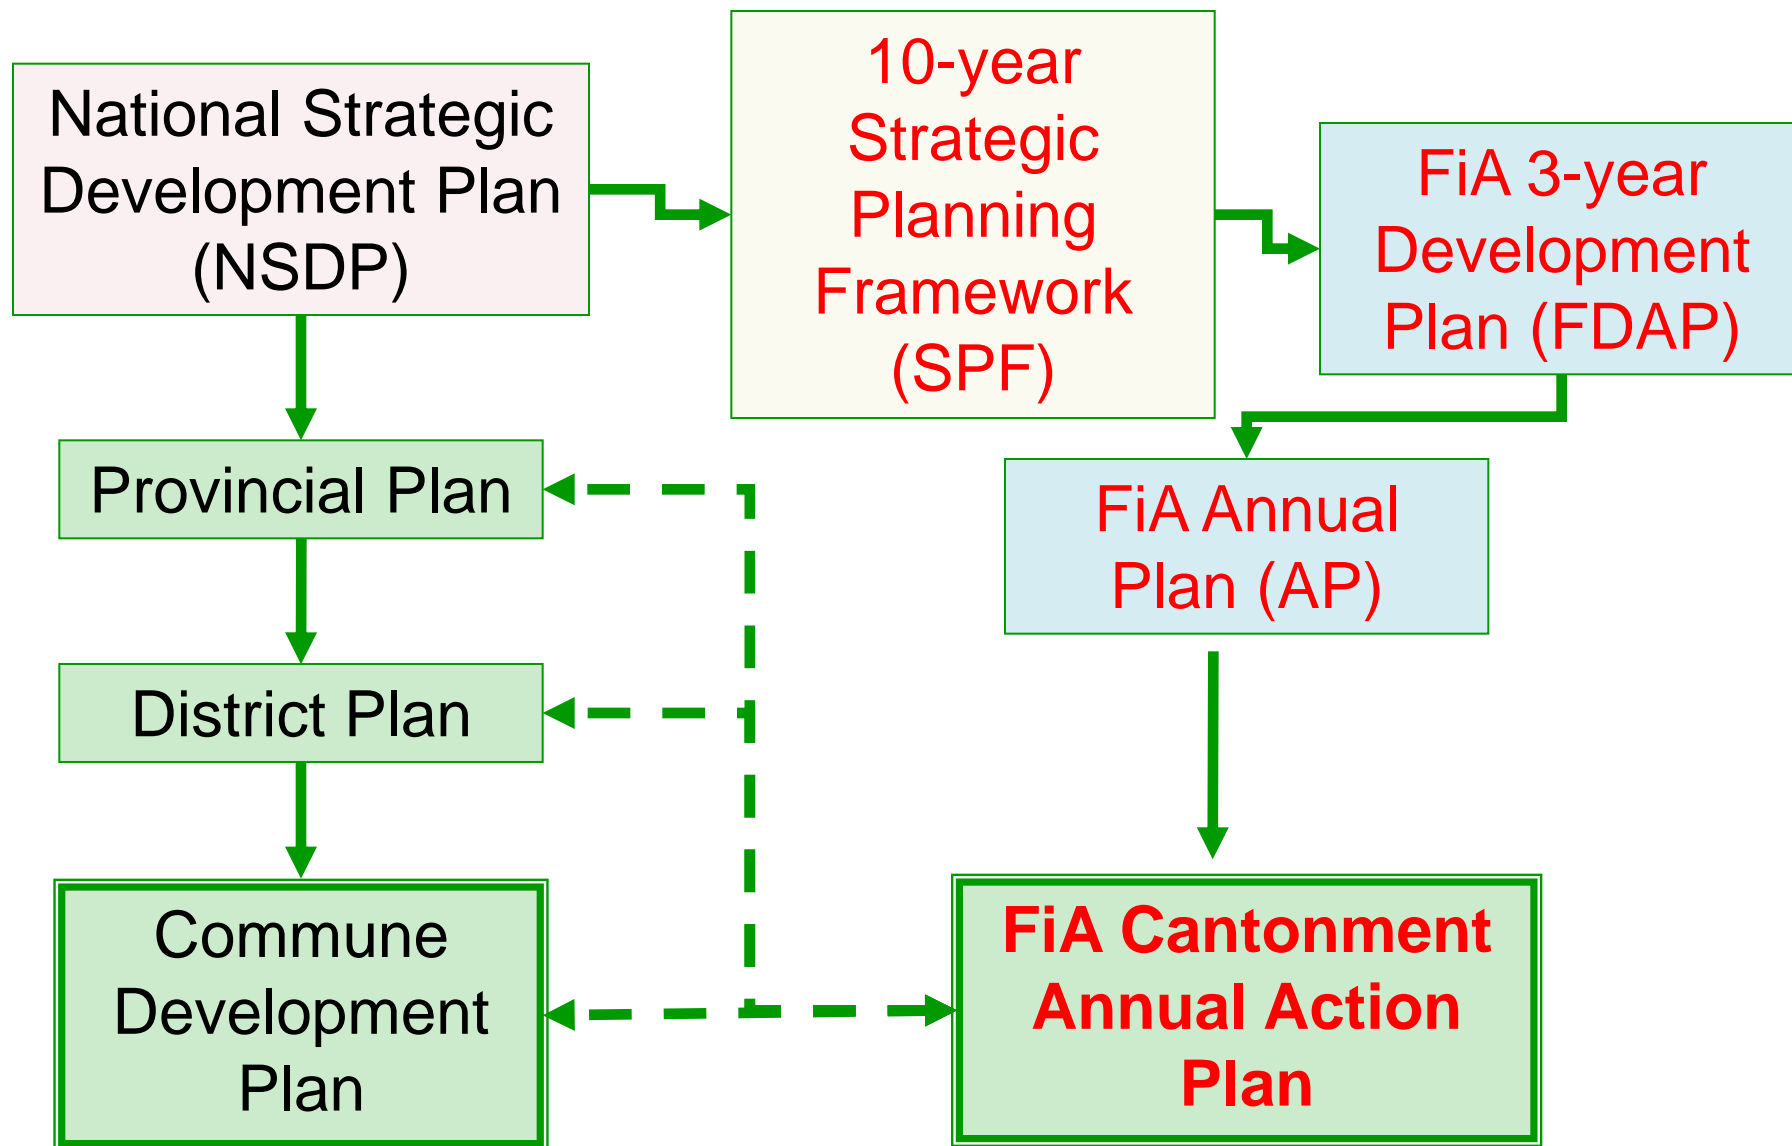 National Strategic
Development Plan
(NSDP)
10-year
Strategic
Planning
Framework
(SPF)
FiA 3-year
Development
Plan (FDAP)
Provincial Plan
FiA Annual
Plan (AP)
District Plan
Commune
Development
Plan
FiA Cantonment
Annual Action
Plan